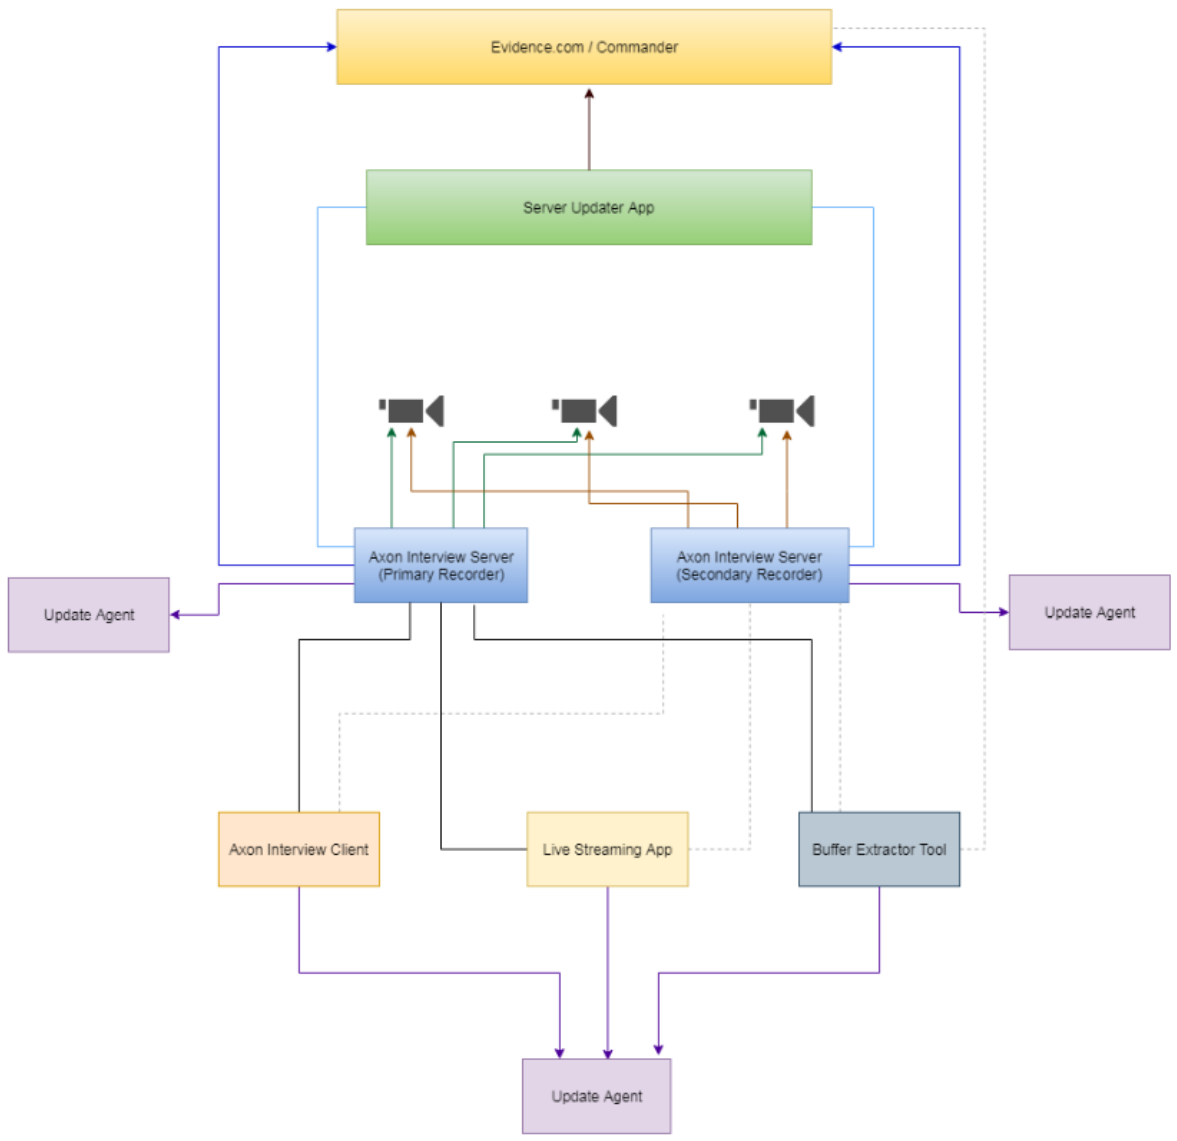 Evidence.com / Commander
Server Updater App
Axon Interview Server
(Primary Recorder)
Axon Interview Server
(Secondary Recorder)
Update Agent
Update Agent
Axon Interview Client
Live Streaming App
Buffer Extractor Tool
Update Agent